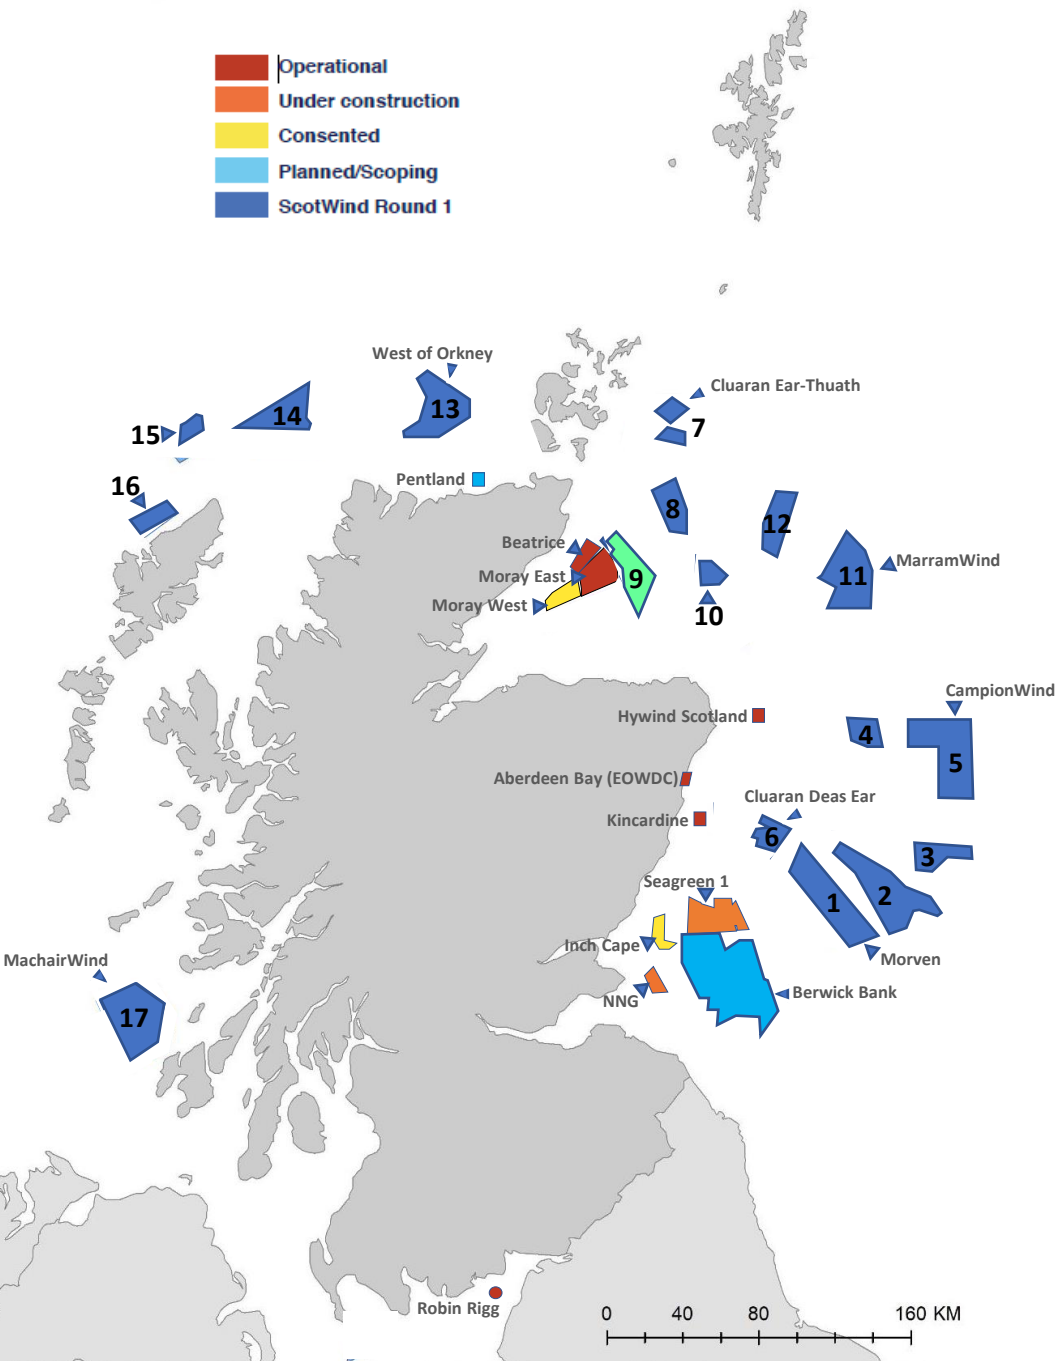 Operational
Under construction
Consented
Planned/Scoping
ScotWind Round 1
West of Orkney
Cluaran Ear-Thuath
14
13
15
7
Pentland
16
8
12
Beatrice
MarramWind
Moray East
9
11
Moray West
10
CampionWind
Hywind Scotland
4
5
Aberdeen Bay (EOWDC)
Cluaran Deas Ear
Kincardine
6
3
Seagreen 1
2
1
Inch Cape
Morven
MachairWind
Berwick Bank
NNG
17
Robin Rigg
0 40 80 160 KM